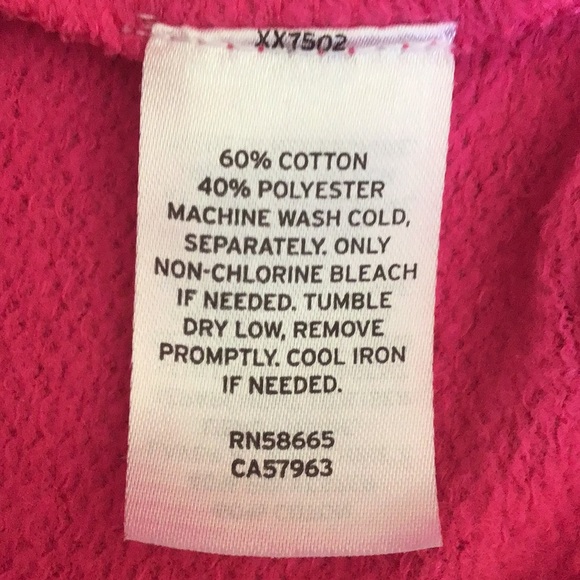 XX7502
60% COTTON
40% POLYESTER
MACHINE WASH COLD,
SEPARATELY. ONLY
NON-CHLORINE BLEACH
IF NEEDED. TUMBLE
DRY LOW, REMOVE
PROMPTLY. COOL IRON
IF NEEDED.
RN58665
CA57963